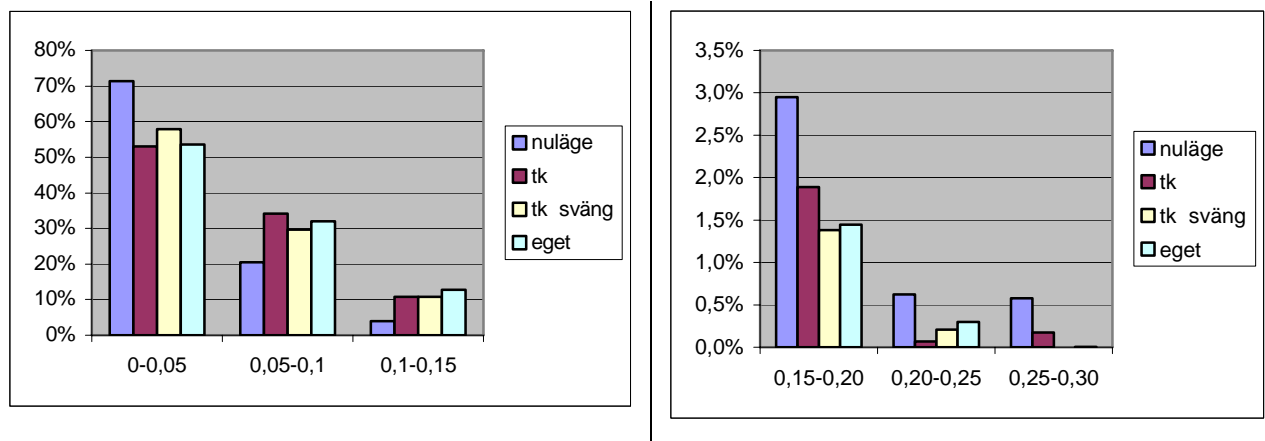 80%
70%
60%
50%
40%
30%
20%
10%
0%
0-0,05 0,05-0,1 0,1-0,15
nuläge
tk
tk sväng
eget
3,5%
3,0%
2,5%
2,0%
1,5%
1,0%
0,5%
0,0%
0,15-0,20 0,20-0,25 0,25-0,30
nuläge
tk
tk sväng
eget